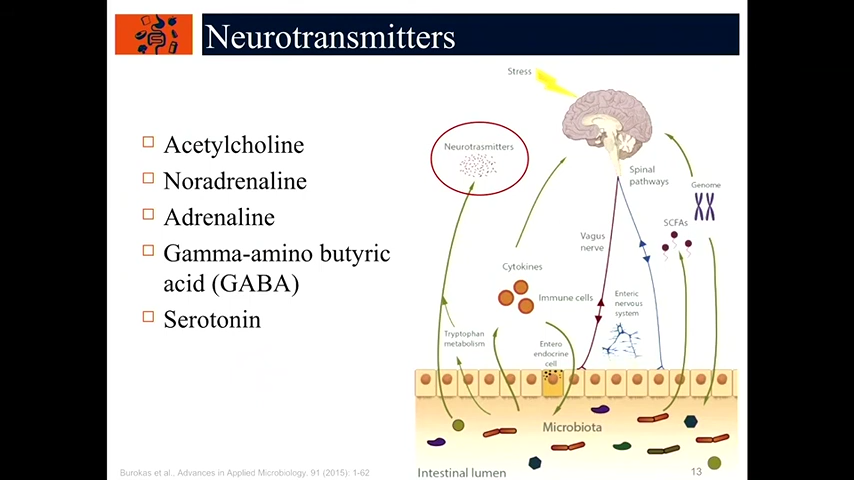 Neurotransmitters
Acetylcholine
Noradrenaline
Adrenaline
Gamma-amino butyric
acid (GABA)
Serotonin
Stress
Neurotrasmitters
Spinal
pathways
Genome
SCFAs
Vagus
nerve
Cytokines
Immune cells
Enteric
nervous
system
Tryptophan
metabolism
Entero
endocrine
cell
Microbiota
Intestinal lumen
Burokas et al., Advances in Applied Microbiology, 91 (2015): 1-62
13